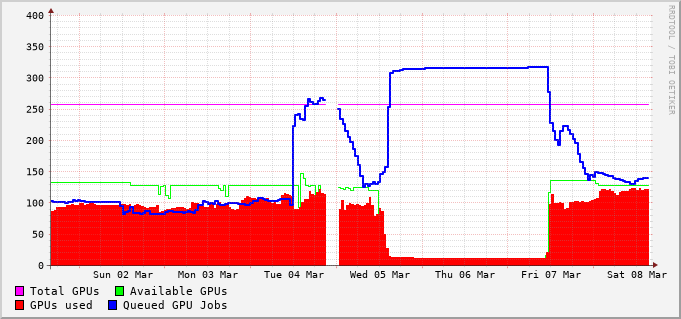 400
350
300
250
200
150
100
50
0
Sun 02 Mar Mon 03 Mar Tue 04 Mar Wed 05 Mar Thu 06 Mar Fri 07 Mar Sat 08 Mar
Total GPUs Available GPUs
GPUs used Queued GPU Jobs
RRDTOOL / TOBI OETIKER